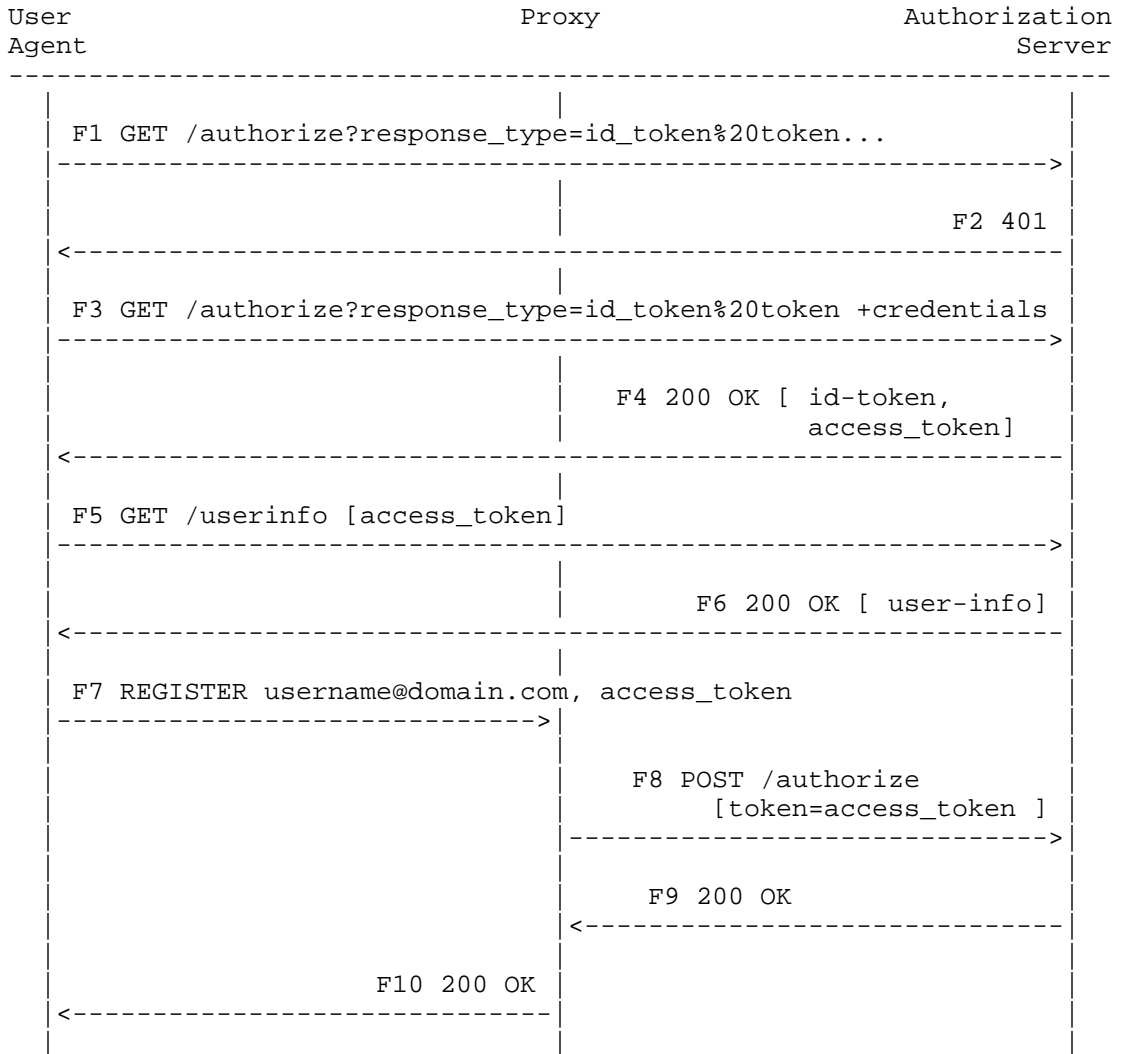 User Proxy Authorization
Agent Server
F1 GET /authorize?response_type=id_token%20token...
F2 401
F3 GET /authorize?response_type=id_token%20token +credentials
F4 200 OK [ id-token,
access_token]
F5 GET /userinfo [access_token]
F6 200 OK [ user-info]
F7 REGISTER username@domain.com, access_token
F8 POST /authorize
[token=access_token ]
F9 200 OK
F10 200 OK